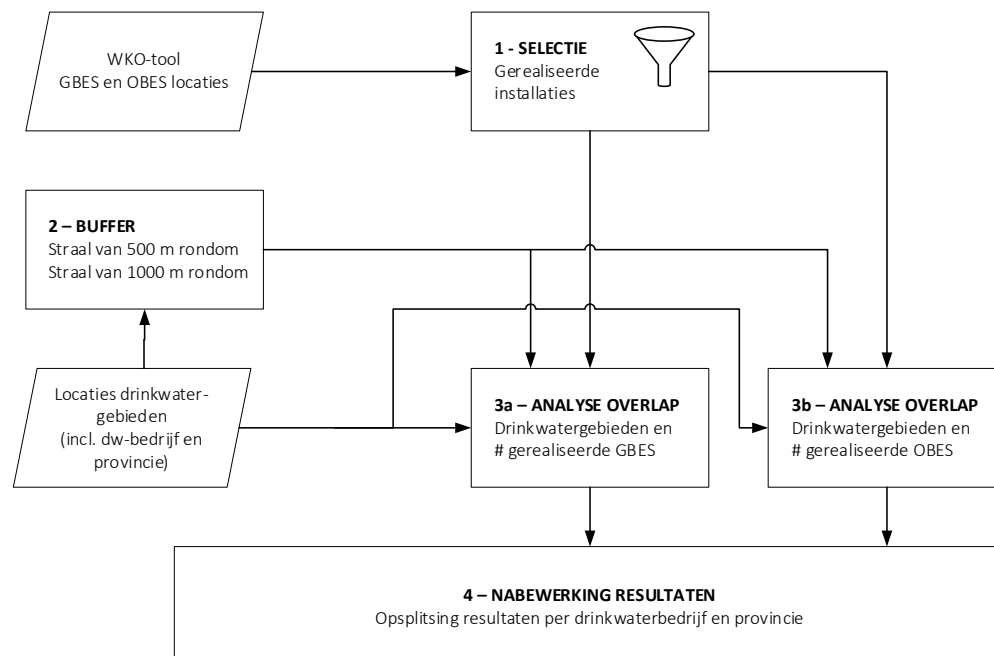 WKO-tool
GBES en OBES locaties
1 - SELECTIE
Gerealiseerde
installaties
2 – BUFFER
Straal van 500 m rondom
Straal van 1000 m rondom
Locaties drinkwater-
gebieden
(incl. dw-bedrijf en
provincie)
3a – ANALYSE OVERLAP
Drinkwatergebieden en
# gerealiseerde GBES
3b – ANALYSE OVERLAP
Drinkwatergebieden en
# gerealiseerde OBES
4 – NABEWERKING RESULTATEN
Opsplitsing resultaten per drinkwaterbedrijf en provincie